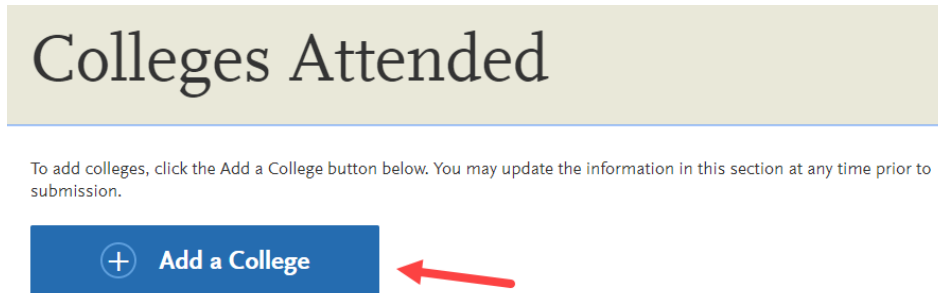 Colleges Attended
To add colleges, click the Add a College button below. You may update the information in this section at any time prior to
submission.
Add a College